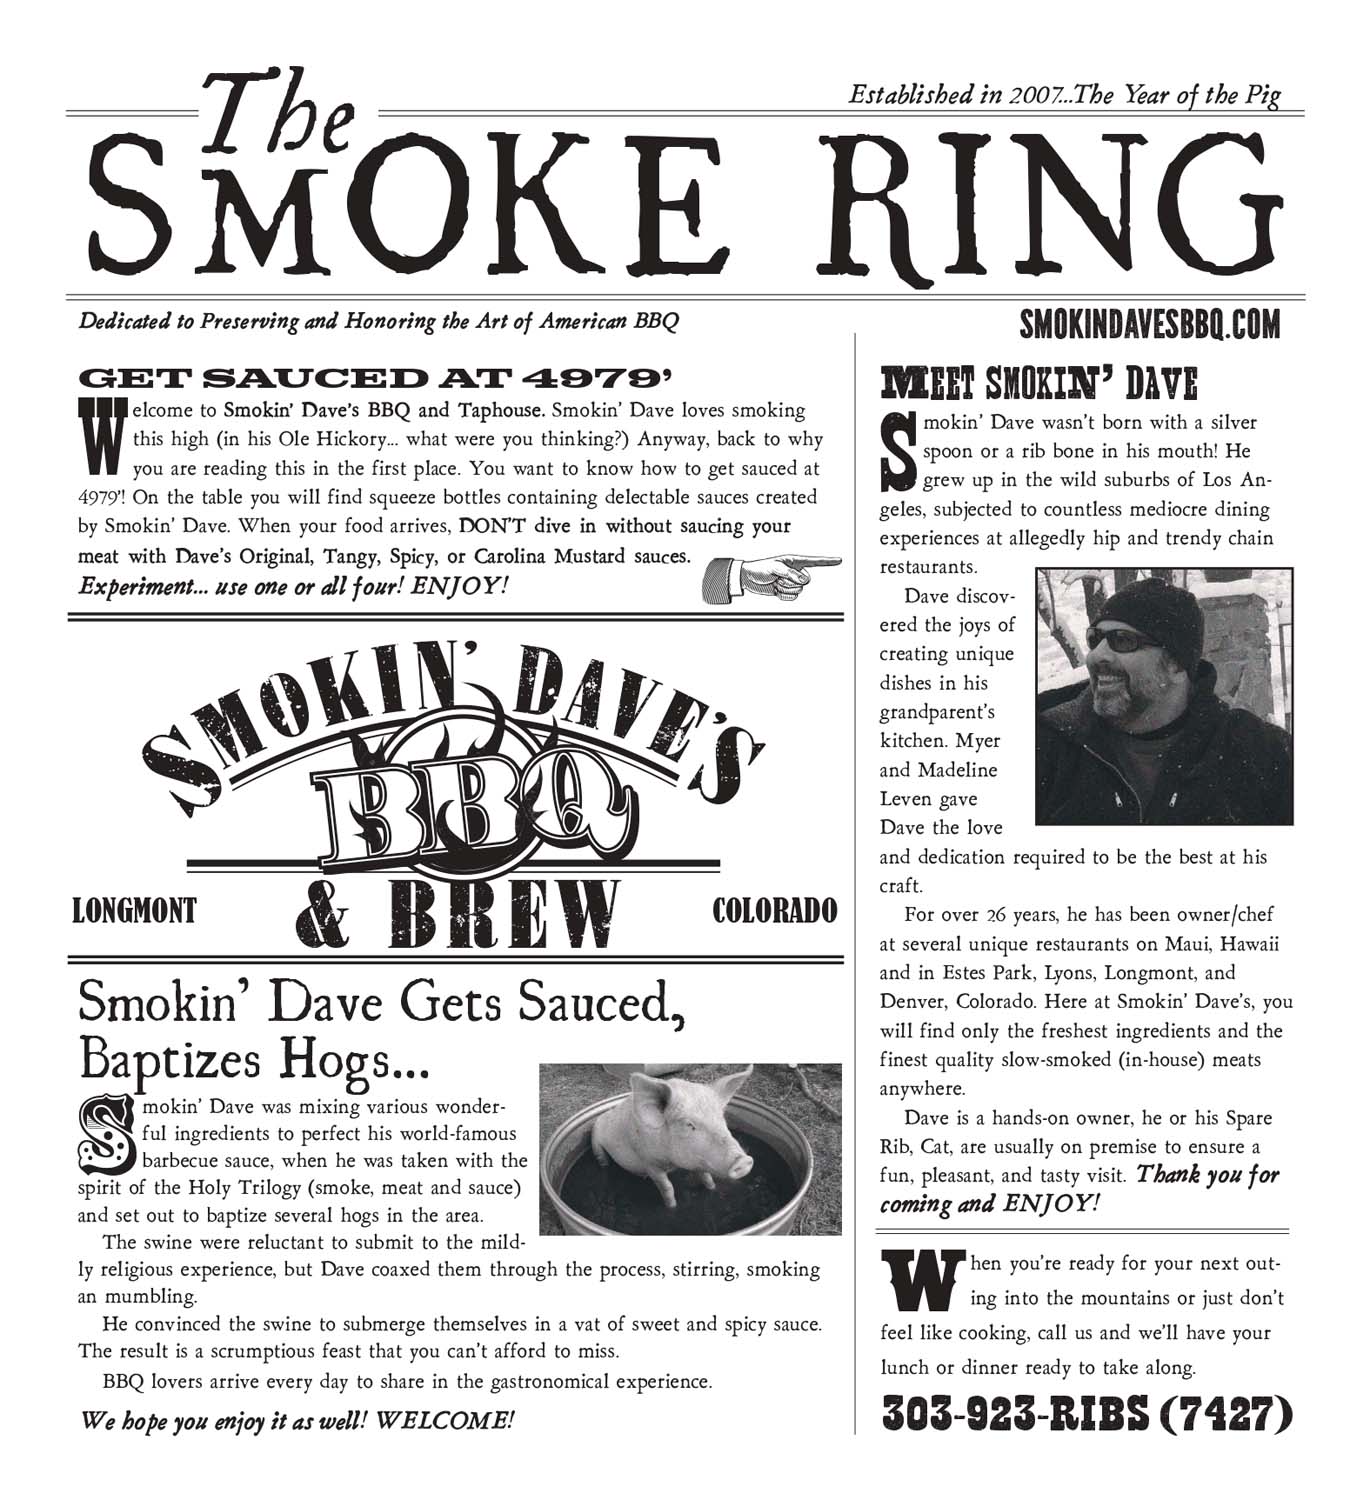 The
Established in 2007...The Year of the Pig
SMOKE RING
Dedicated to Preserving and Honoring the Art of American BBQ
SMOKINDAVESBBQ.COM
GET SAUCED AT 4979’
Welcome to Smokin’ Dave’s BBQ and Taphouse. Smokin’ Dave loves smoking
this high (in his Ole Hickory... what were you thinking?) Anyway, back to why
you are reading this in the first place. You want to know how to get sauced at
4979’! On the table you will find squeeze bottles containing delectable sauces created
by Smokin’ Dave. When your food arrives, DON’T dive in without saucing your
meat with Dave’s Original, Tangy, Spicy, or Carolina Mustard sauces.
Experiment... use one or all four! ENJOY!
SMOKIN’ DAVE’S
BBQ
& BREW
LONGMONT
COLORADO
Smokin’ Dave Gets Sauced,
Baptizes Hogs...
Smokin’ Dave was mixing various wonder-
ful ingredients to perfect his world-famous
barbecue sauce, when he was taken with the
spirit of the Holy Trilogy (smoke, meat and sauce)
and set out to baptize several hogs in the area.
The swine were reluctant to submit to the mild-
ly religious experience, but Dave coaxed them through the process, stirring, smoking
an mumbling.
He convinced the swine to submerge themselves in a vat of sweet and spicy sauce.
The result is a scrumptious feast that you can’t afford to miss.
BBQ lovers arrive every day to share in the gastronomical experience.
We hope you enjoy it as well! WELCOME!
MEET SMOKIN’ DAVE
Smokin’ Dave wasn’t born with a silver
spoon or a rib bone in his mouth! He
grew up in the wild suburbs of Los An-
geles, subjected to countless mediocre dining
experiences at allegedly hip and trendy chain
restaurants.
Dave discov-
ered the joys of
creating unique
dishes in his
grandparent’s
kitchen. Myer
and Madeline
Leven gave
Dave the love
and dedication required to be the best at his
craft.
For over 26 years, he has been owner/chef
at several unique restaurants on Maui, Hawaii
and in Estes Park, Lyons, Longmont, and
Denver, Colorado. Here at Smokin’ Dave’s, you
will find only the freshest ingredients and the
finest quality slow-smoked (in-house) meats
anywhere.
Dave is a hands-on owner, he or his Spare
Rib, Cat, are usually on premise to ensure a
fun, pleasant, and tasty visit. Thank you for
coming and ENJOY!
When you’re ready for your next out-
ing into the mountains or just don’t
feel like cooking, call us and we’ll have your
lunch or dinner ready to take along.
303-923-RIBS (7427)